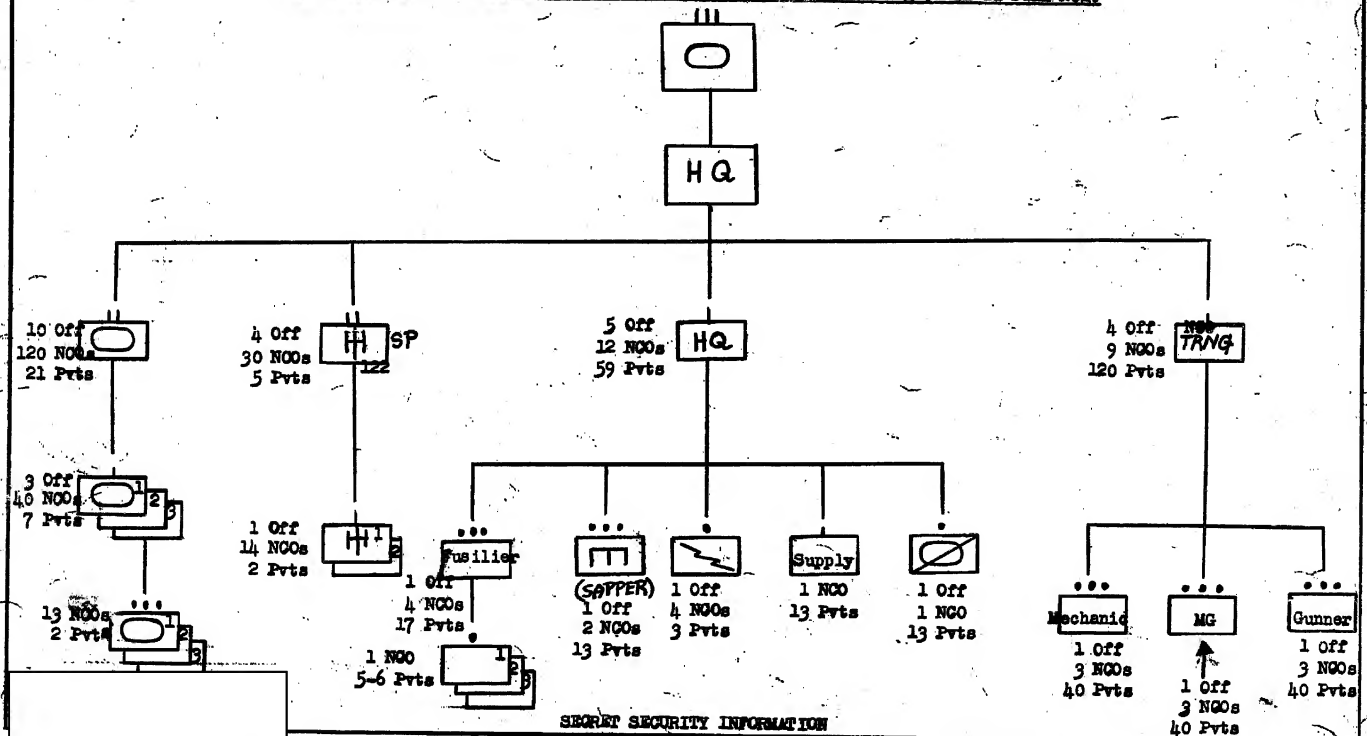 HQ
10 Off
120 NCOs
21 Pvts
4 Off
30 NCOs
5 Pvts
SP
122
5 Off
12 NCOs
59 Pvts
HQ
4 Off
9 NCOs
120 Pvts
TRNG
3 Off
40 NCOs
7 Pvts
1
2
3
13 NCOs
2 Pvts
1
2
3
1 Off
14 NCOs
2 Pvts
1
2
Fusilier
1 Off
4 NCOs
17 Pvts
1 NCO
5-6 Pvts
1
2
3
(SAPPER)
1 Off
2 NCOs
13 Pvts
1 Off
4 NCOs
3 Pvts
Supply
1 NCO
13 Pvts
1 Off
1 NCO
13 Pvts
Mechanic
1 Off
3 NCOs
40 Pvts
MG
1 Off
3 NCOs
40 Pvts
Gunner
1 Off
3 NCOs
40 Pvts
SECRET SECURITY INFORMATION